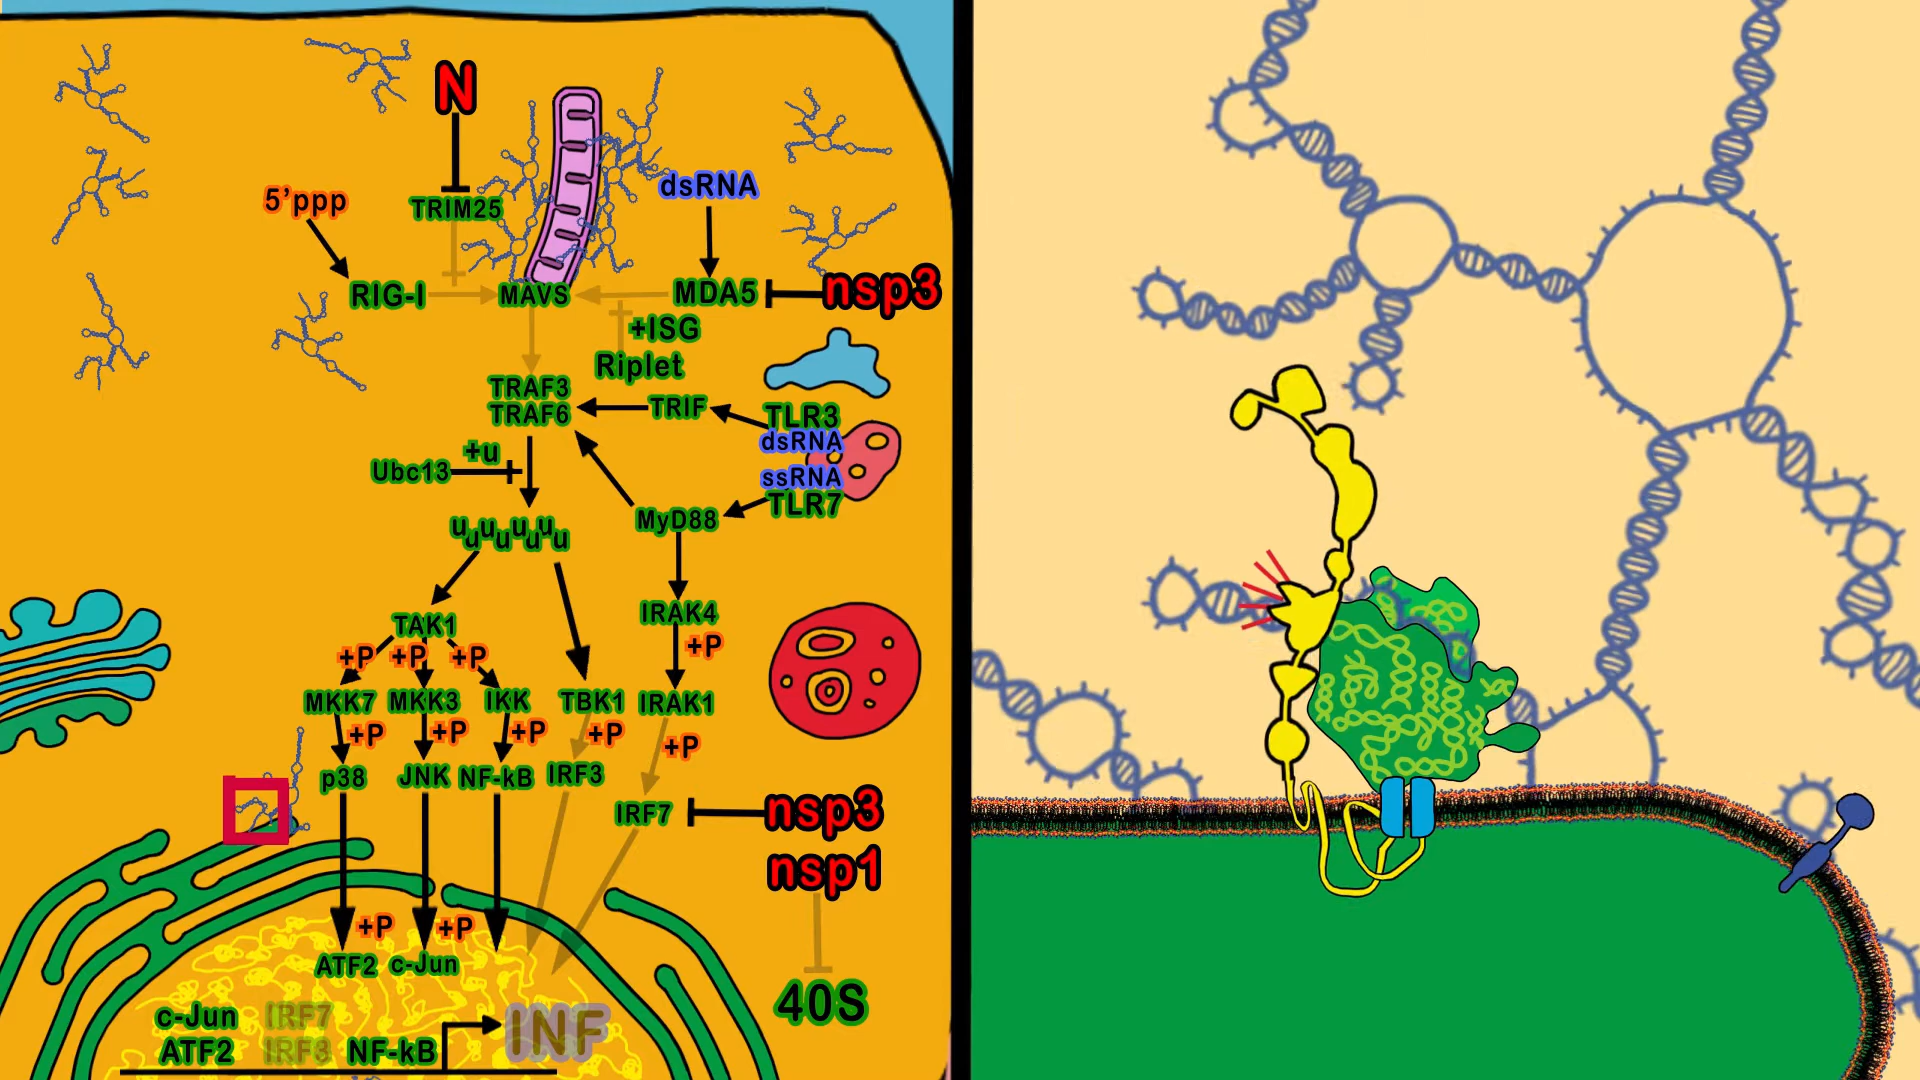 N
5'ppp
TRIM25
dsRNA
RIG-I
MAVS
MDA5
nsp3
+ISG
Riplet
TRAF3
TRAF6
TRIF
TLR3
dsRNA
ssRNA
TLR7
+u
Ubc13
uuuuuuu
MyD88
TAK1
IRAK4
+P
+P
+P
+P
MKK7
MKK3
IKK
TBK1
IRAK1
+P
+P
+P
+P
+P
p38
JNK
NF-kB
IRF3
IRF7
nsp3
nsp1
+P
+P
ATF2
c-Jun
40S
c-Jun
IRF7
INF
ATF2
IRF3
NF-kB